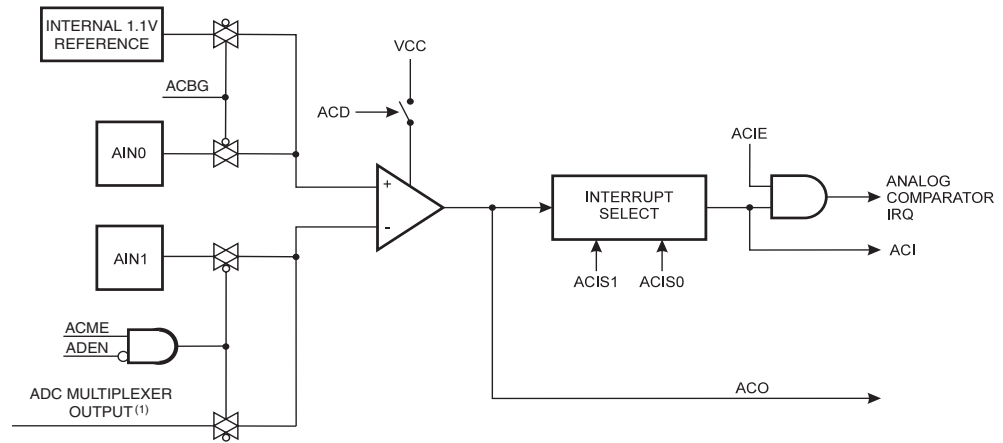 INTERNAL 1.1V
REFERENCE
VCC
ACBG
ACD
AIN0
ACIE
+
INTERRUPT
SELECT
ANALOG
COMPARATOR
IRQ
-
AIN1
ACI
ACIS1 ACIS0
ACME
ADEN
ADC MULTIPLEXER
OUTPUT(1)
ACO